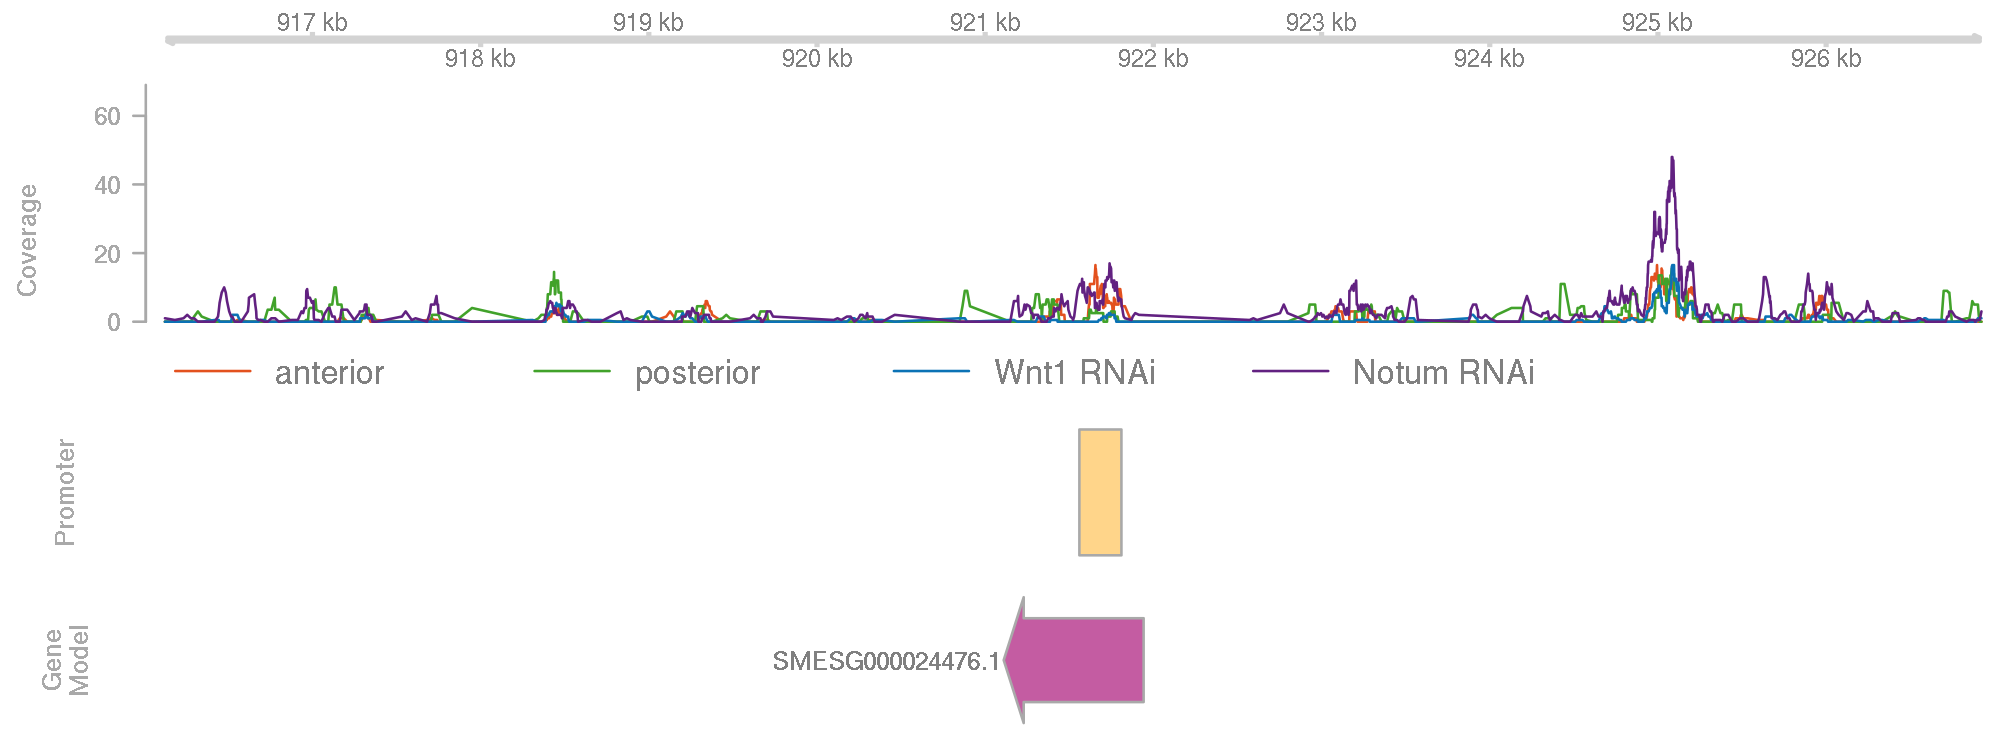 917 kb 919 kb 921 kb 923 kb 925 kb
918 kb 920 kb 922 kb 924 kb 926 kb
Coverage
60
40
20
0
anterior posterior Wnt1 RNAi Notum RNAi
Promoter
Gene
Model
SMESG000024476.1